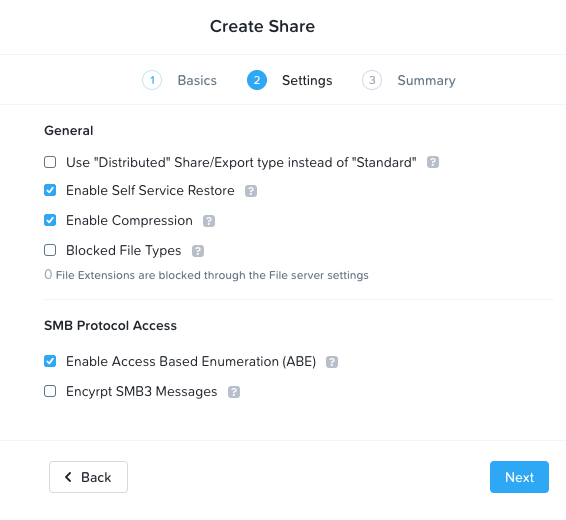 Create Share
1 Basics 2 Settings 3 Summary
General
Use "Distributed" Share/Export type instead of "Standard" ?
Enable Self Service Restore ?
Enable Compression ?
Blocked File Types ?
0 File Extensions are blocked through the File server settings
SMB Protocol Access
Enable Access Based Enumeration (ABE) ?
Encyrpt SMB3 Messages ?
Back Next